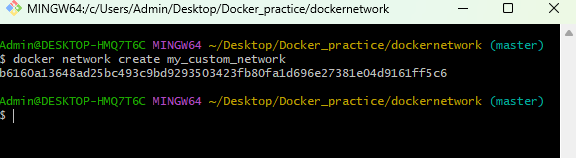 MINGW64:/c/Users/Admin/Desktop/Docker_practice/dockernetwork
Admin@DESKTOP-HMQ7T6C MINGW64 ~/Desktop/Docker_practice/dockernetwork (master)
$ docker network create my_custom_network
b6160a13648ad25bc493c9bd9293503423fb80fa1d696e27381e04d9161ff5c6
Admin@DESKTOP-HMQ7T6C MINGW64 ~/Desktop/Docker_practice/dockernetwork (master)
$